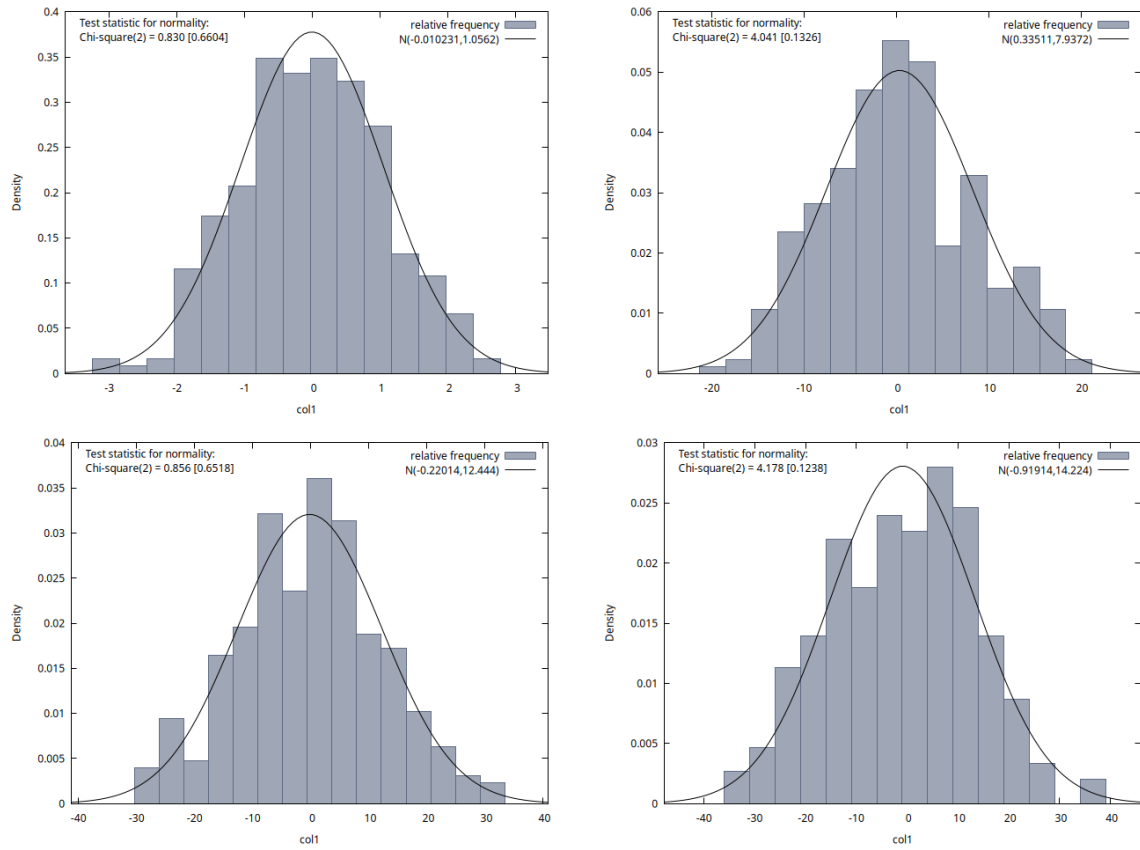 Test statistic for normality:
Chi-square(2) = 0.830 [0.6604]
relative frequency
N(-0.010231,1.0562)
0.4
0.35
0.3
0.25
0.2
0.15
0.1
0.05
0
Density
-3
-2
-1
0
1
2
3
col1
Test statistic for normality:
Chi-square(2) = 4.041 [0.1326]
relative frequency
N(0.33511,7.9372)
0.06
0.05
0.04
0.03
0.02
0.01
0
Density
-20
-10
0
10
20
col1
Test statistic for normality:
Chi-square(2) = 0.856 [0.6518]
relative frequency
N(-0.22014,12.444)
0.04
0.035
0.03
0.025
0.02
0.015
0.01
0.005
0
Density
-40
-30
-20
-10
0
10
20
30
40
col1
Test statistic for normality:
Chi-square(2) = 4.178 [0.1238]
relative frequency
N(-0.91914,14.224)
0.03
0.025
0.02
0.015
0.01
0.005
0
Density
-40
-30
-20
-10
0
10
20
30
40
col1